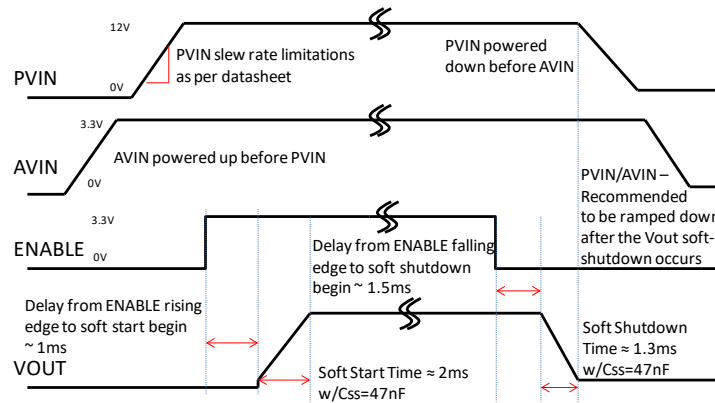 12V
PVIN
0V
PVIN slew rate limitations
as per datasheet
PVIN powered
down before AVIN
3.3V
AVIN
0V
AVIN powered up before PVIN
PVIN/AVIN –
Recommended
to be ramped down
after the Vout soft-
shutdown occurs
3.3V
ENABLE
0V
Delay from ENABLE falling
edge to soft shutdown
begin ~ 1.5ms
Delay from ENABLE rising
edge to soft start begin
~ 1ms
VOUT
Soft Start Time ≈ 2ms
w/Css=47nF
Soft Shutdown
Time ≈ 1.3ms
w/Css=47nF